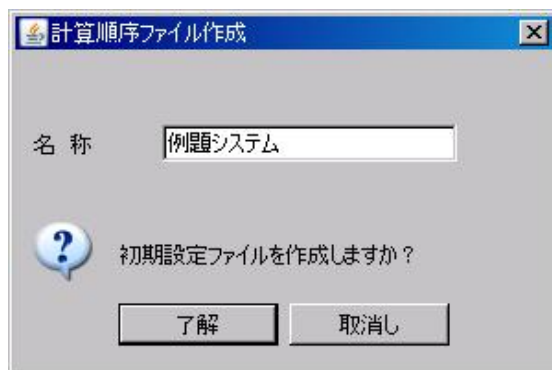 計算順序ファイル作成
名 称 例題システム
初期設定ファイルを作成しますか？
了解 取消し